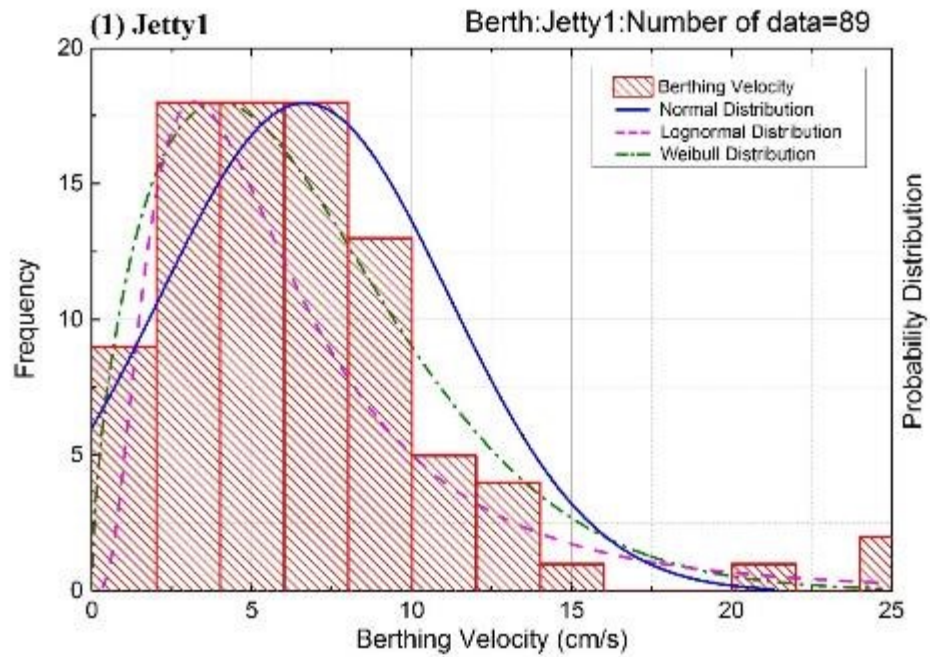 (1) Jetty1
Berth:Jetty1:Number of data=89
Berthing Velocity
Normal Distribution
Lognormal Distribution
Weibull Distribution
Frequency
20
15
10
5
0
Probability Distribution
0 5 10 15 20 25
Berthing Velocity (cm/s)